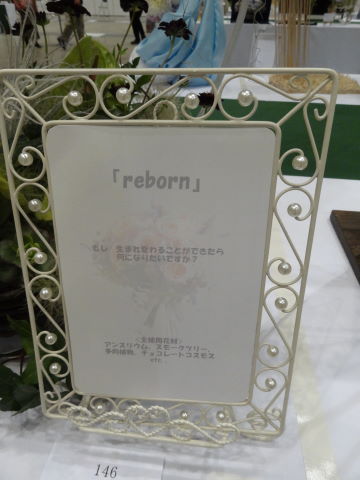 「reborn」
もし　生まれ変わることができたら
何になりたいですか？
<主使用花材>
アンスリウム、スモークツリー、
多肉植物、チョコレートコスモス
etc..
146